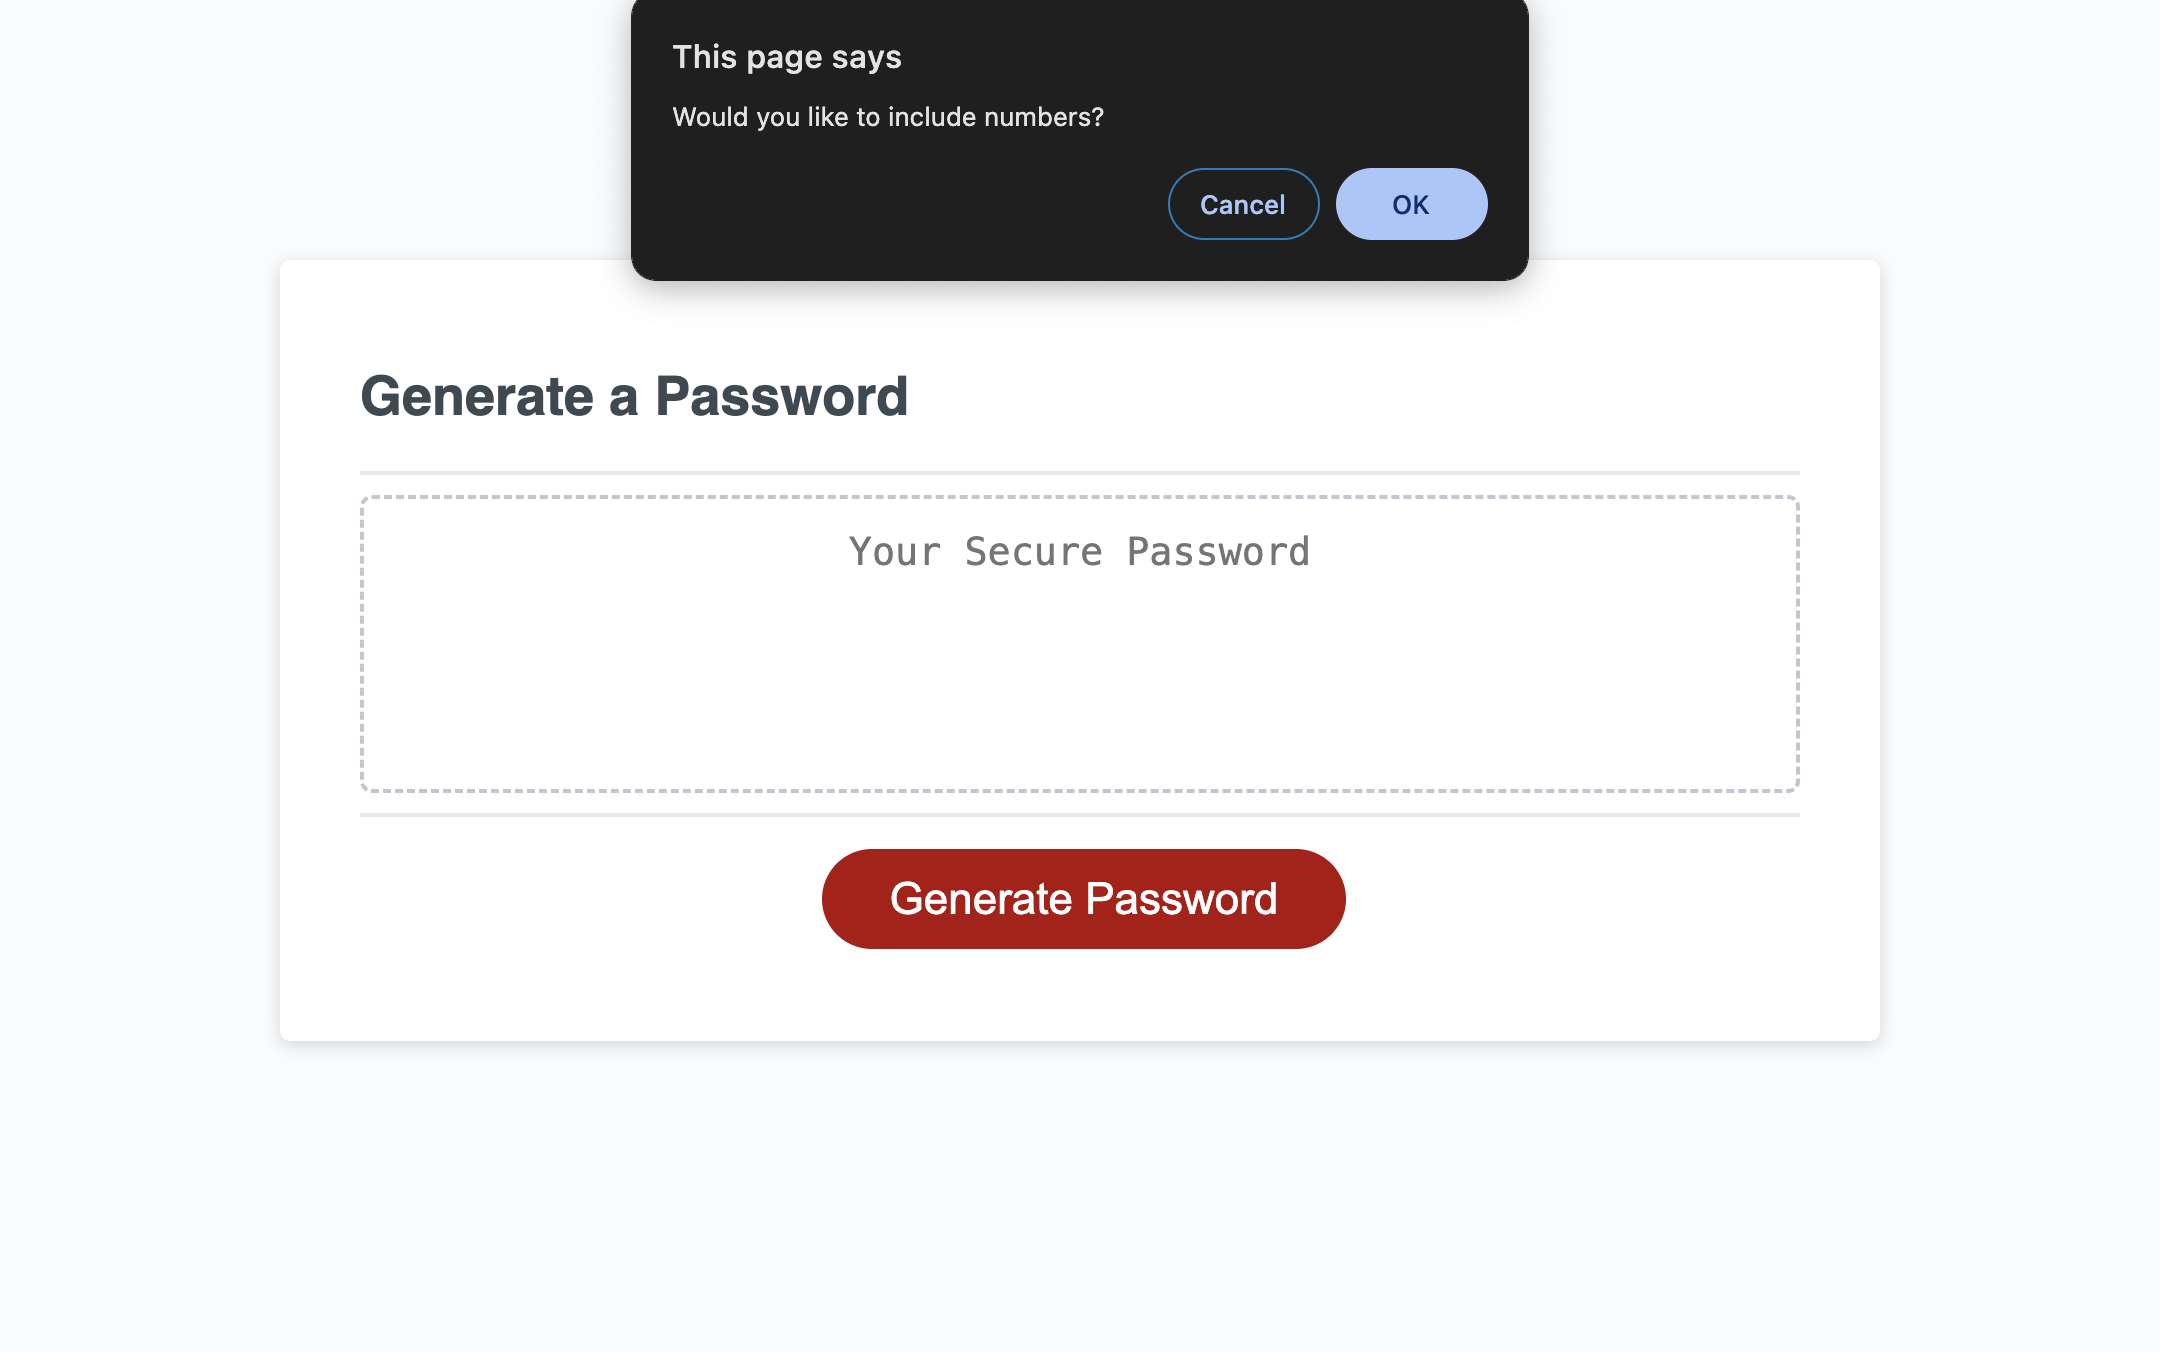 This page says
Would you like to include numbers?
Cancel
OK
Generate a Password
Your Secure Password
Generate Password